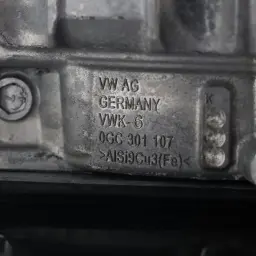 VW AG
GERMANY
VWK-6
0GC 301 107
>AlSi9Cu3(Fe)<
K